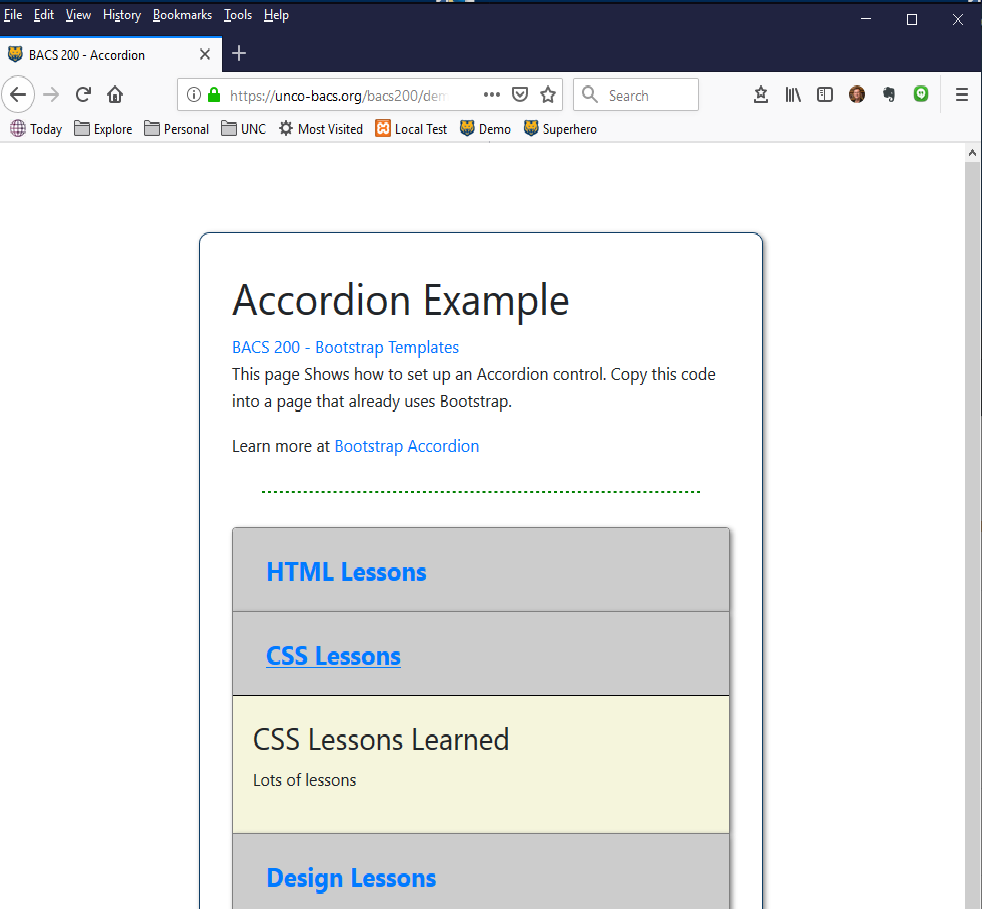 File Edit View History Bookmarks Tools Help
BACS 200 - Accordion
https://unco-bacs.org/bacs200/
Search
Today Explore Personal UNC Most Visited Local Test Demo Superhero
Accordion Example
BACS 200 - Bootstrap Templates
This page Shows how to set up an Accordion control. Copy this code
into a page that already uses Bootstrap.
Learn more at Bootstrap Accordion
HTML Lessons
CSS Lessons
CSS Lessons Learned
Lots of lessons
Design Lessons